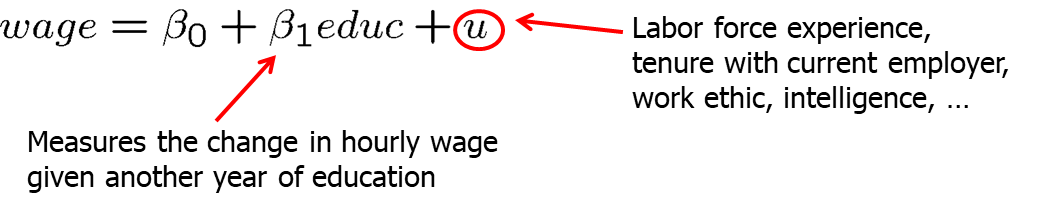 wage = β₀ + β₁educ + u
Labor force experience,
tenure with current employer,
work ethic, intelligence, …
Measures the change in hourly wage
given another year of education